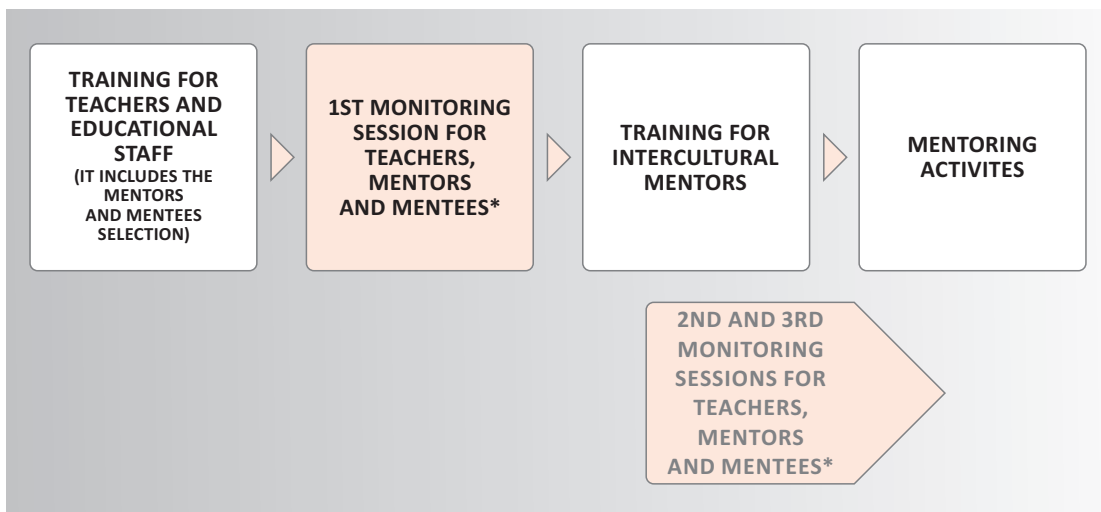 TRAINING FOR
TEACHERS AND
EDUCATIONAL
STAFF
(IT INCLUDES THE
MENTORS
AND MENTEES
SELECTION)
1ST MONITORING
SESSION FOR
TEACHERS,
MENTORS
AND MENTEES*
TRAINING FOR
INTERCULTURAL
MENTORS
MENTORING
ACTIVITES
2ND AND 3RD
MONITORING
SESSIONS FOR
TEACHERS,
MENTORS
AND MENTEES*